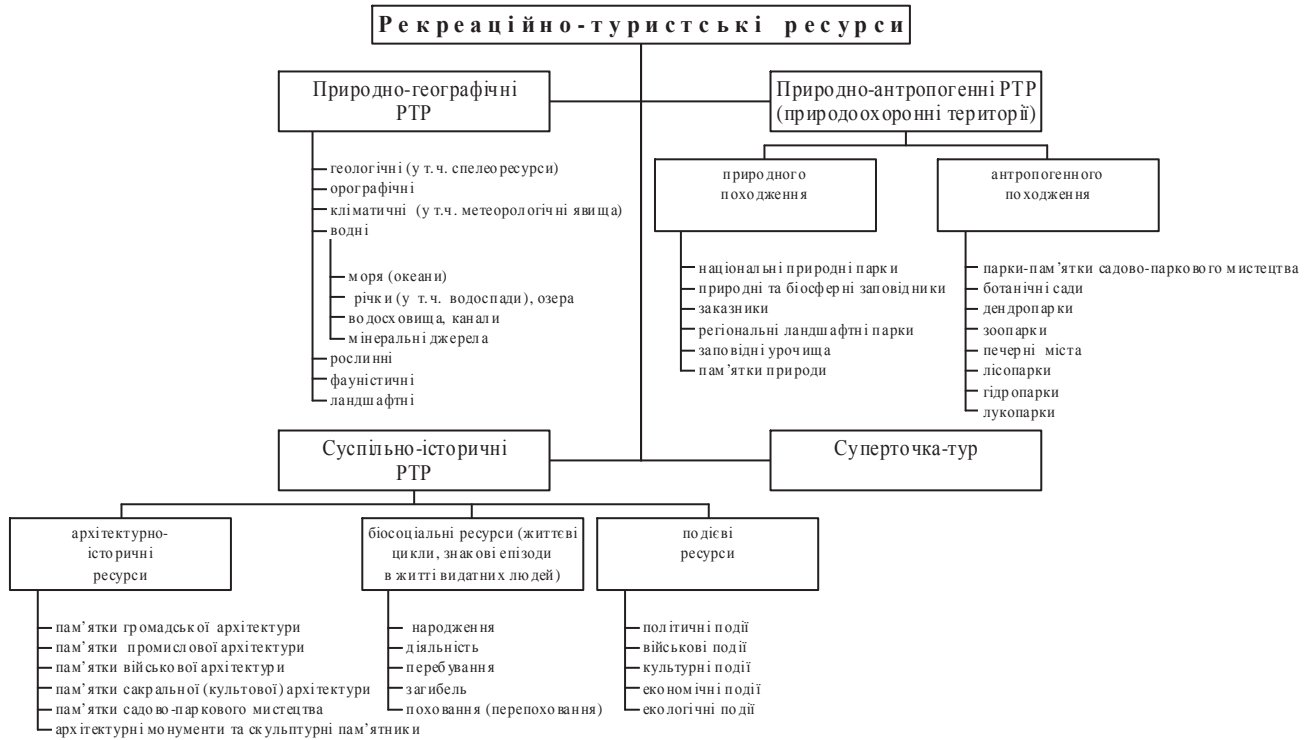 Рекреаційно-туристські ресурси
Природно-географічні
РТР
геологічні (у т.ч. спелеоресурси)
орографічні
кліматичні (у т.ч. метеорологічні явища)
водні
моря (океани)
річки (у т.ч. водоспади), озера
водосховища, канали
мінеральні джерела
рослинні
фауністичні
ландшафтні
Природно-антропогенні РТР
(природоохоронні території)
природного
походження
національні природні парки
природні та біосферні заповідники
заказники
регіональні ландшафтні парки
заповідні урочища
пам’ятки природи
антропогенного
походження
парки-пам’ятки садово-паркового мистецтва
ботанічні сади
дендропарки
зоопарки
печерні міста
лісопарки
гідропарки
лукопарки
Суспільно-історичні
РТР
Суперточка-тур
архітектурно-
історичні
ресурси
пам’ятки громадської архітектури
пам’ятки промислової архітектури
пам’ятки військової архітектури
пам’ятки сакральної (культової) архітектури
пам’ятки садово-паркового мистецтва
архітектурні монументи та скульптурні пам’ятники
біосоціальні ресурси (життєві
цикли, знакові епізоди
в житті видатних людей)
народження
діяльність
перебування
загибель
поховання (перепоховання)
подієві
ресурси
політичні події
військові події
культурні події
економічні події
екологічні події